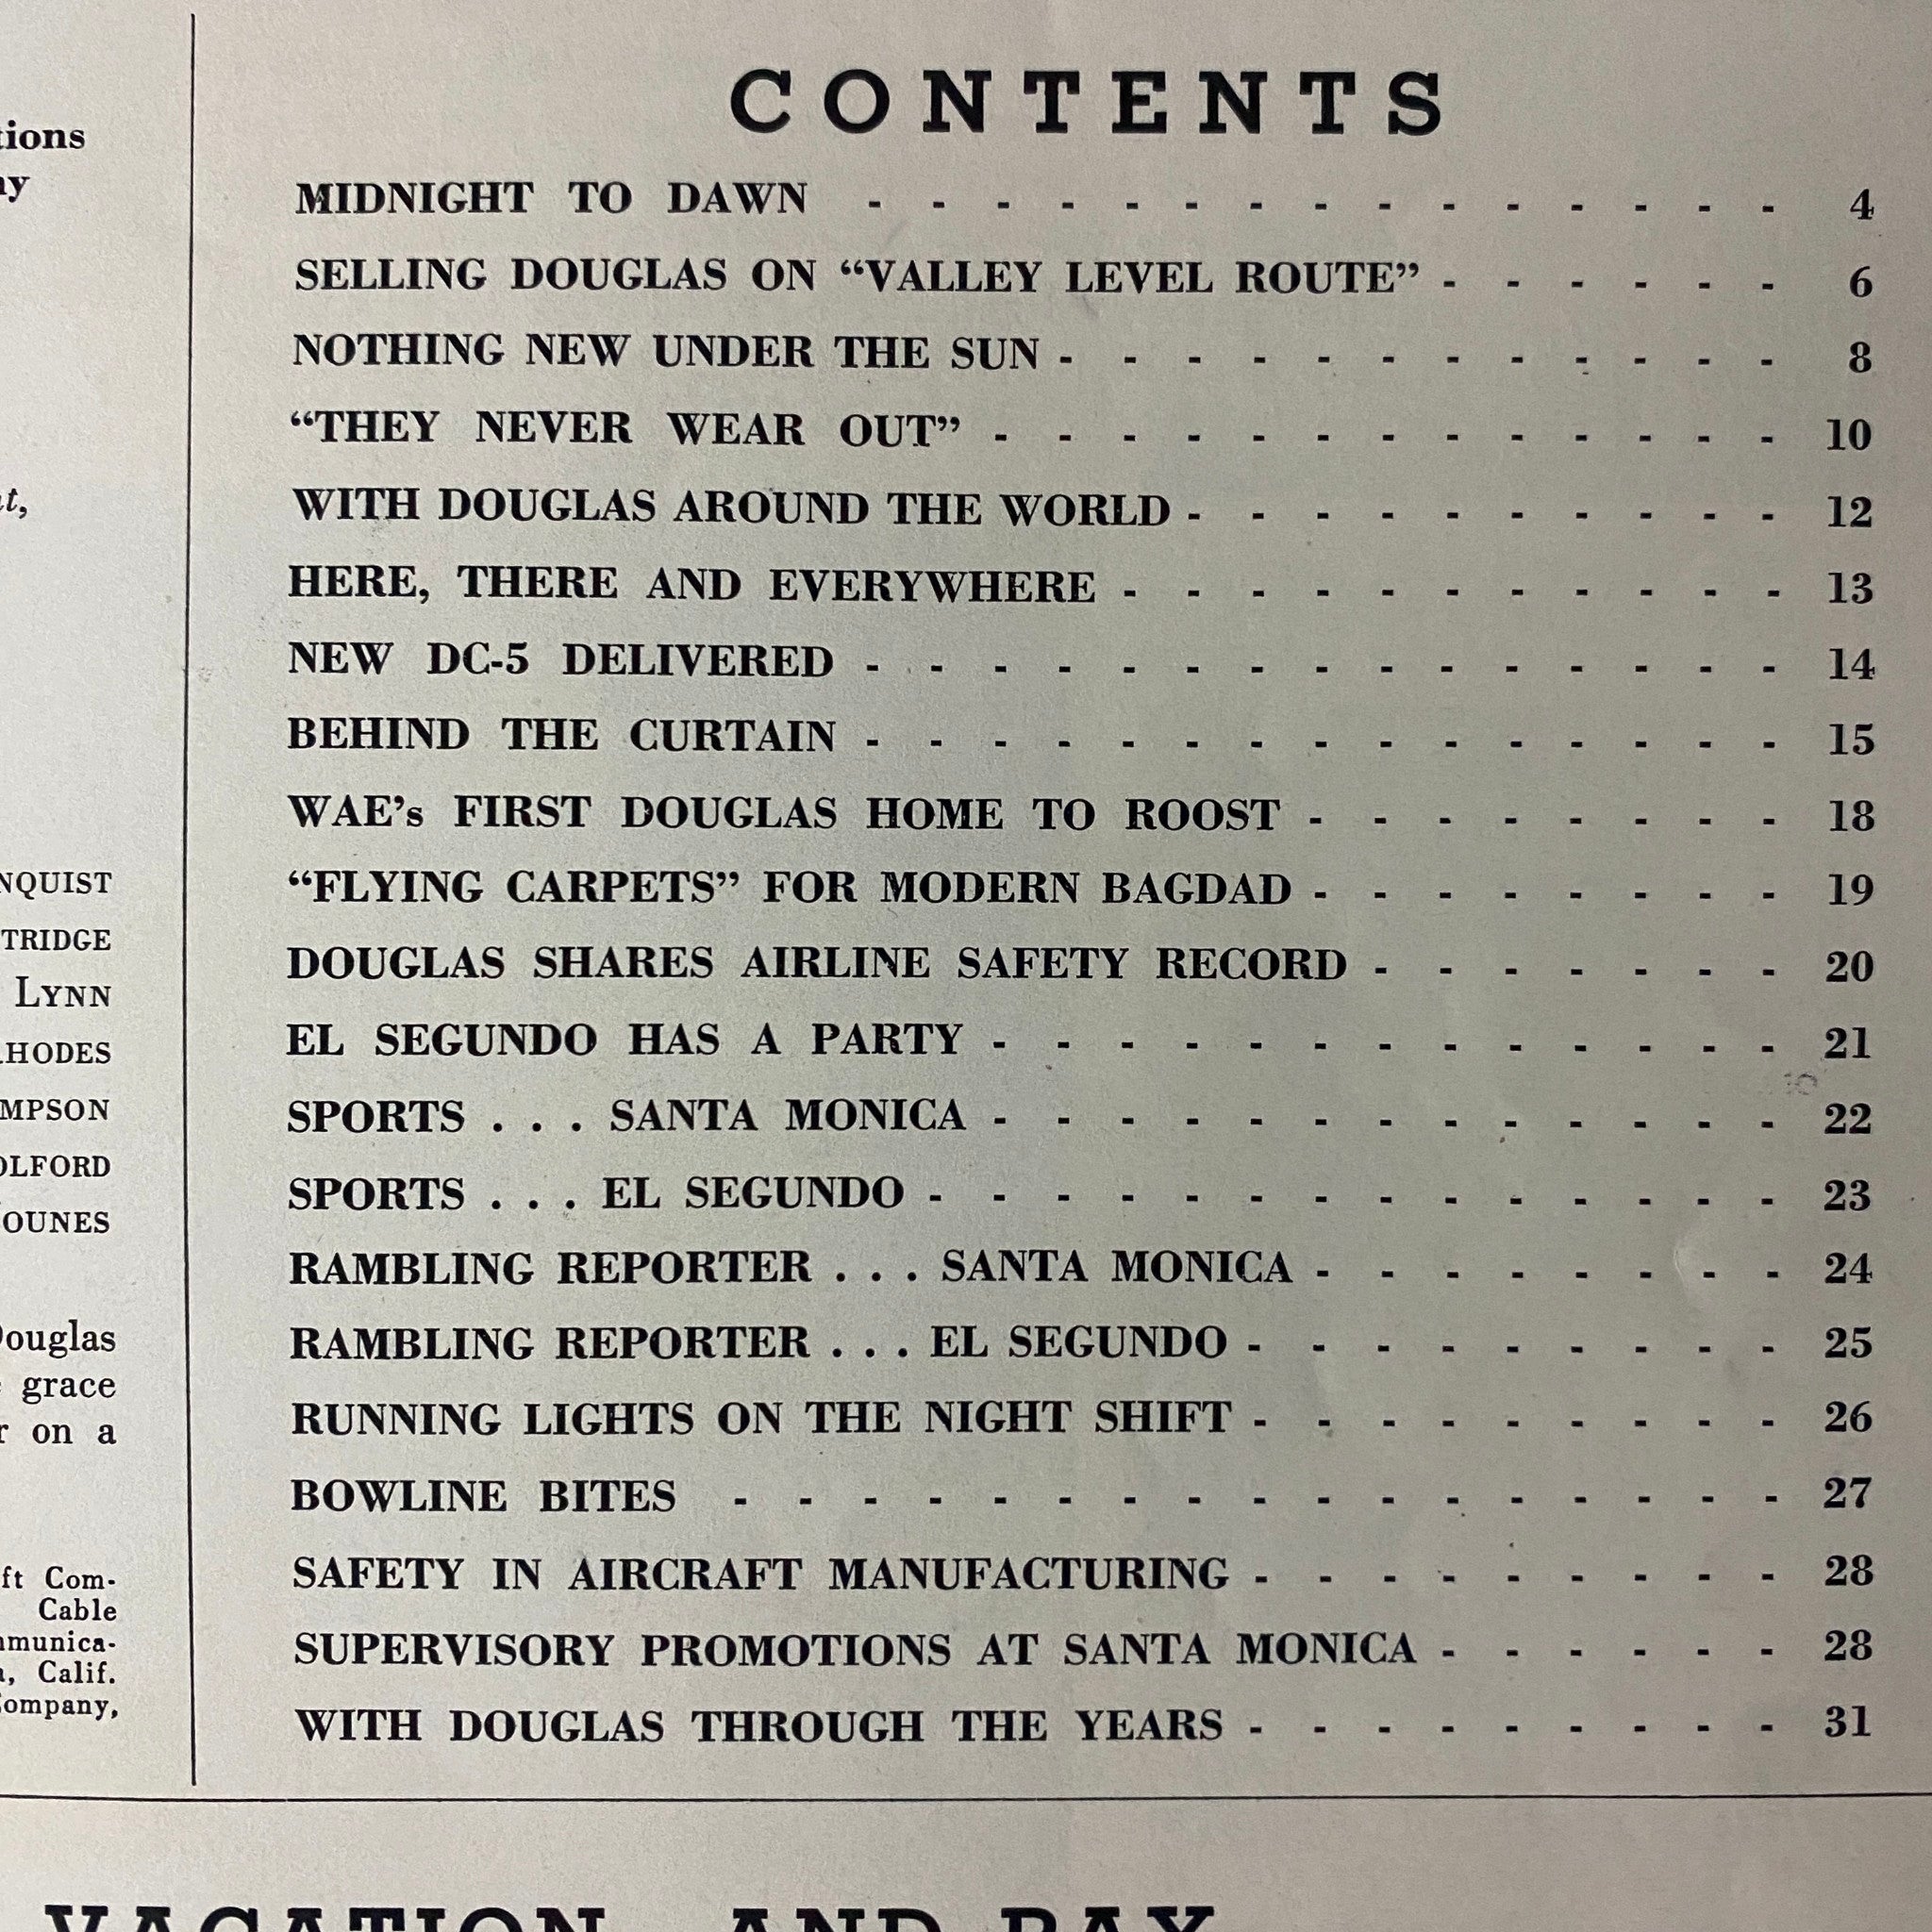 tions
ny
nt,
NQUIST
TRIDGE
LYNN
RHODES
MPSON
OLFORD
YOUNES
Douglas
grace
r on a
ft Com-
Cable
mmunica-
a, Calif.
Company,
CONTENTS
MIDNIGHT TO DAWN - - - - - - - - - - - - - - - 4
SELLING DOUGLAS ON “VALLEY LEVEL ROUTE” - - - - - - 6
NOTHING NEW UNDER THE SUN - - - - - - - - - - - - 8
“THEY NEVER WEAR OUT” - - - - - - - - - - - - - 10
WITH DOUGLAS AROUND THE WORLD - - - - - - - - - - 12
HERE, THERE AND EVERYWHERE - - - - - - - - - - - 13
NEW DC-5 DELIVERED - - - - - - - - - - - - - - - 14
BEHIND THE CURTAIN - - - - - - - - - - - - - - - 15
WAE’s FIRST DOUGLAS HOME TO ROOST - - - - - - - - 18
“FLYING CARPETS” FOR MODERN BAGDAD - - - - - - - - 19
DOUGLAS SHARES AIRLINE SAFETY RECORD - - - - - - - 20
EL SEGUNDO HAS A PARTY - - - - - - - - - - - - - 21
SPORTS . . . SANTA MONICA - - - - - - - - - - - - - 22
SPORTS . . . EL SEGUNDO - - - - - - - - - - - - - - 23
RAMBLING REPORTER . . . SANTA MONICA - - - - - - - - 24
RAMBLING REPORTER . . . EL SEGUNDO - - - - - - - - - 25
RUNNING LIGHTS ON THE NIGHT SHIFT - - - - - - - - - 26
BOWLINE BITES - - - - - - - - - - - - - - - - - 27
SAFETY IN AIRCRAFT MANUFACTURING - - - - - - - - - 28
SUPERVISORY PROMOTIONS AT SANTA MONICA - - - - - - 28
WITH DOUGLAS THROUGH THE YEARS - - - - - - - - - 31
VACATION AND PAY